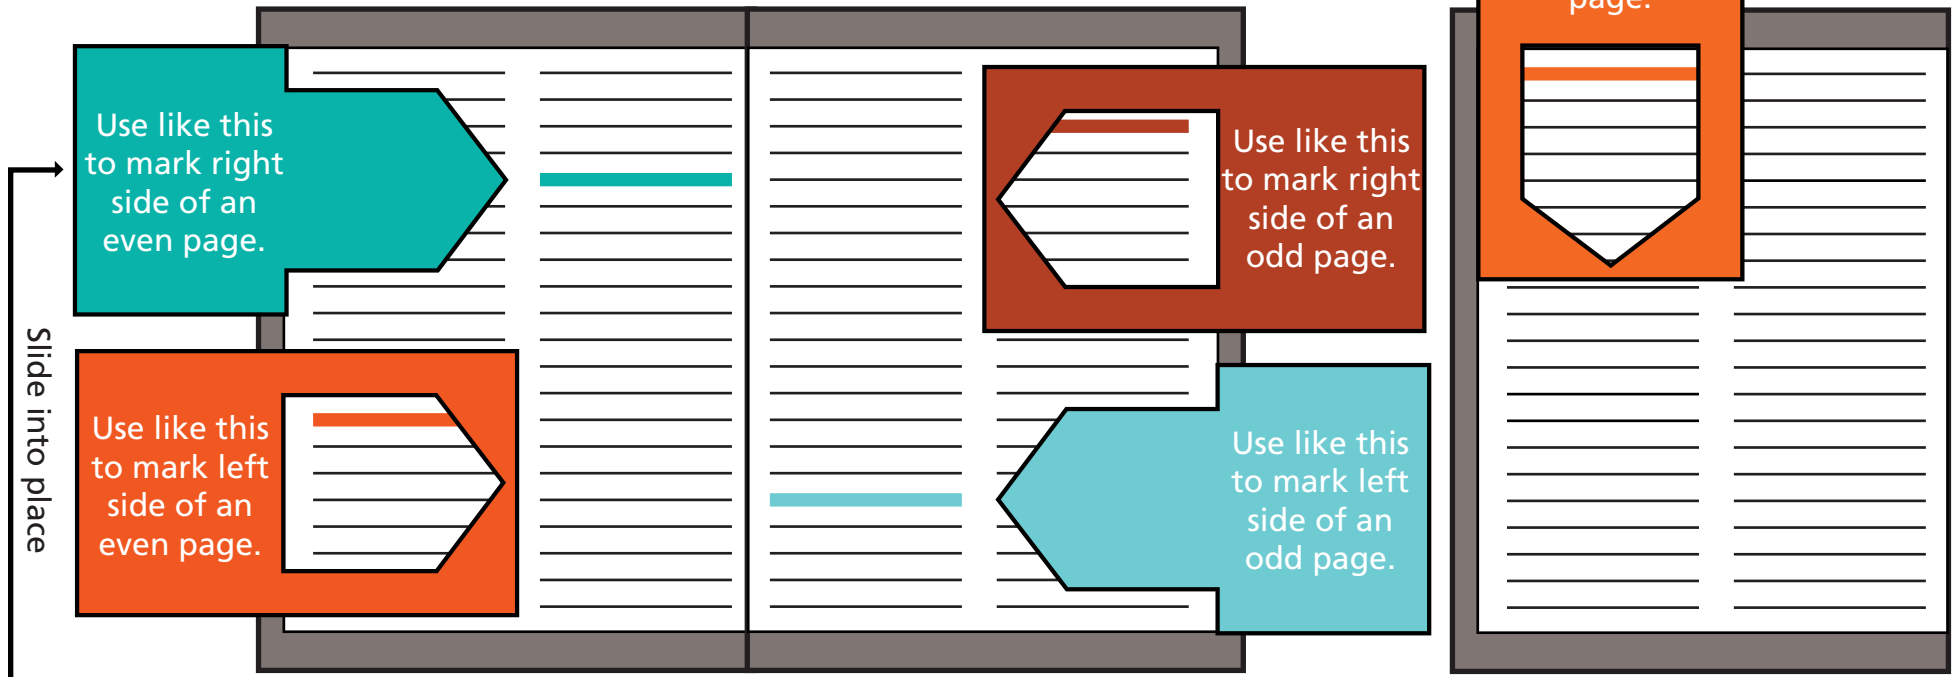 Use like this
to mark right
side of an
even page.
Use like this
to mark left
side of an
even page.
Slide into place
Use like this
to mark right
side of an
odd page.
Use like this
to mark left
side of an
odd page.
page.